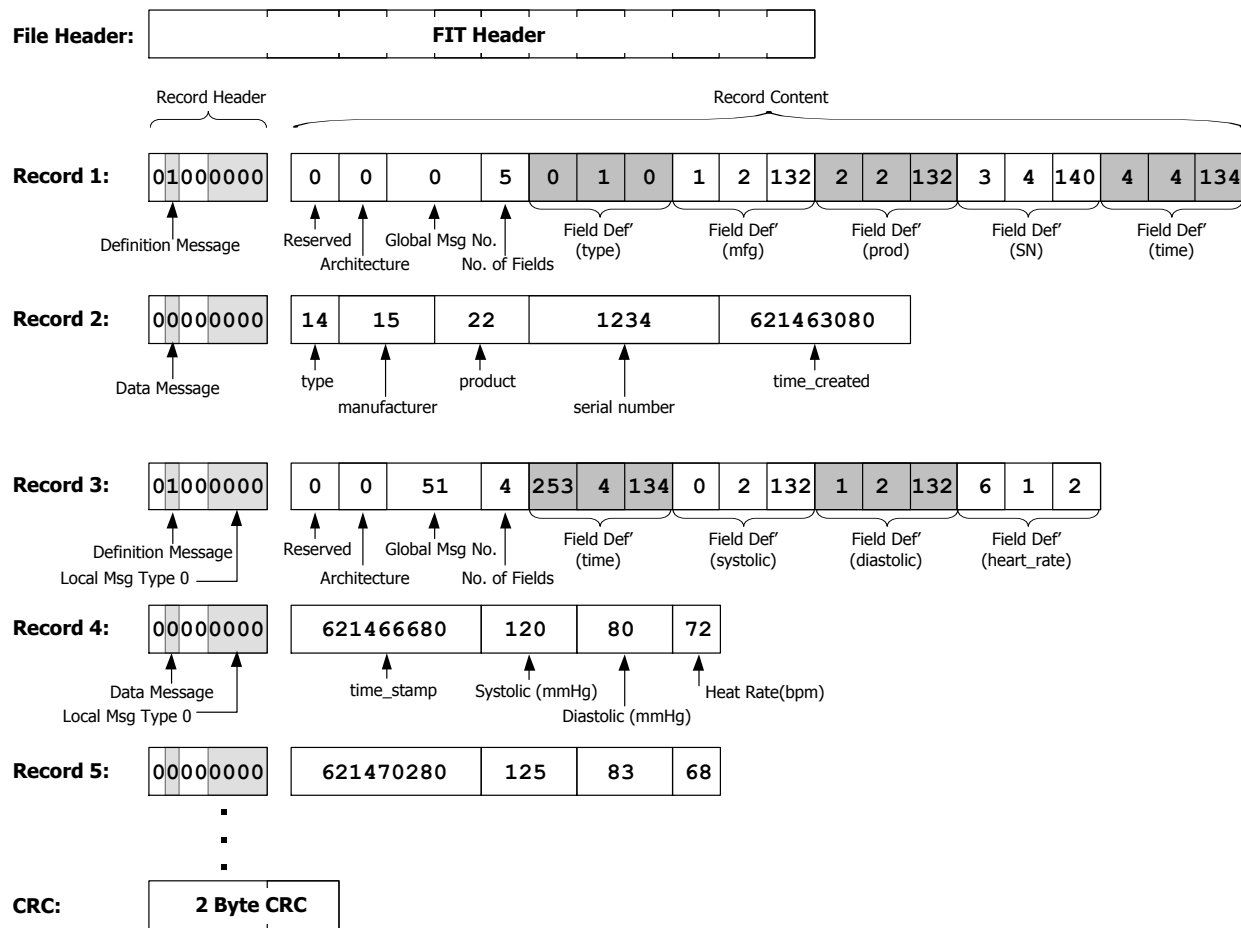 File Header: FIT Header
Record Header Record Content
Record 1: 01000000 0 0 0 5 0 1 0 1 2 132 2 2 132 3 4 140 4 4 134
Definition Message Reserved Global Msg No. Field Def' Field Def' Field Def' Field Def' Field Def'
Architecture No. of Fields (type) (mfg) (prod) (SN) (time)
Record 2: 00000000 14 15 22 1234 621463080
Data Message type product time_created
manufacturer serial number
Record 3: 01000000 0 0 51 4 253 4 134 0 2 132 1 2 132 6 1 2
Definition Message Reserved Global Msg No. Field Def' Field Def' Field Def' Field Def'
Local Msg Type 0 Architecture No. of Fields (time) (systolic) (diastolic) (heart_rate)
Record 4: 00000000 621466680 120 80 72
Data Message time_stamp Systolic (mmHg) Heat Rate(bpm)
Local Msg Type 0 Diastolic (mmHg)
Record 5: 00000000 621470280 125 83 68
CRC: 2 Byte CRC